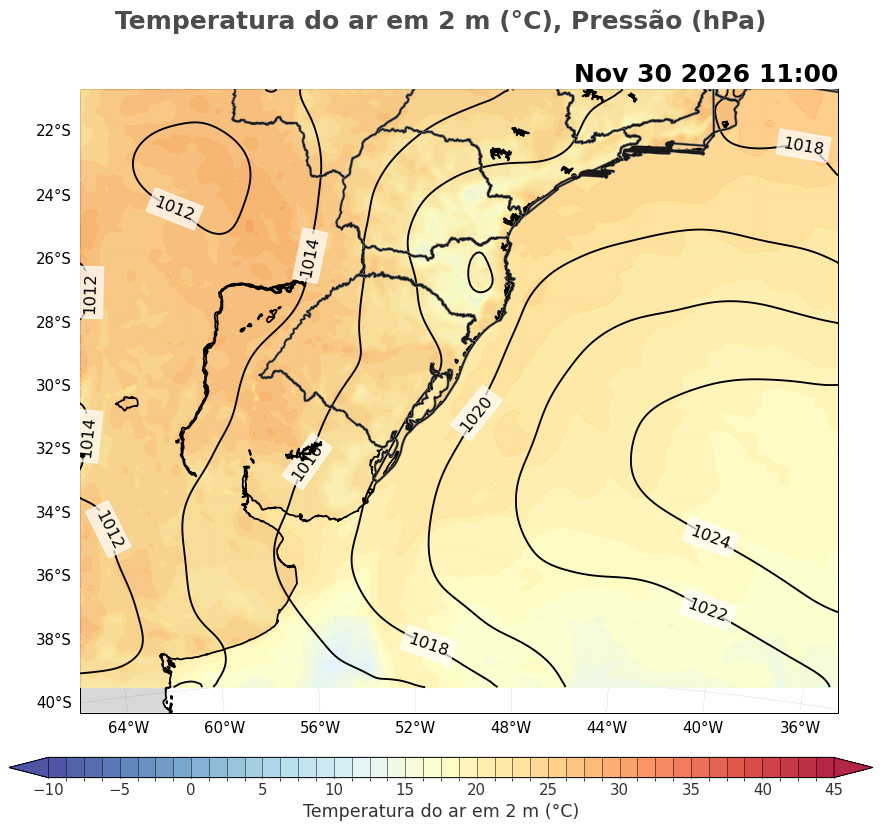 Temperatura do ar em 2 m (°C), Pressão (hPa)
Nov 30 2026 11:00
22°S
24°S
26°S
28°S
30°S
32°S
34°S
36°S
38°S
40°S
1018
1012
1014
1012
1020
1014
1016
1012
1024
1022
1018
64°W
60°W
56°W
52°W
48°W
44°W
40°W
36°W
−10
−5
0
5
10
15
20
25
30
35
40
45
Temperatura do ar em 2 m (°C)